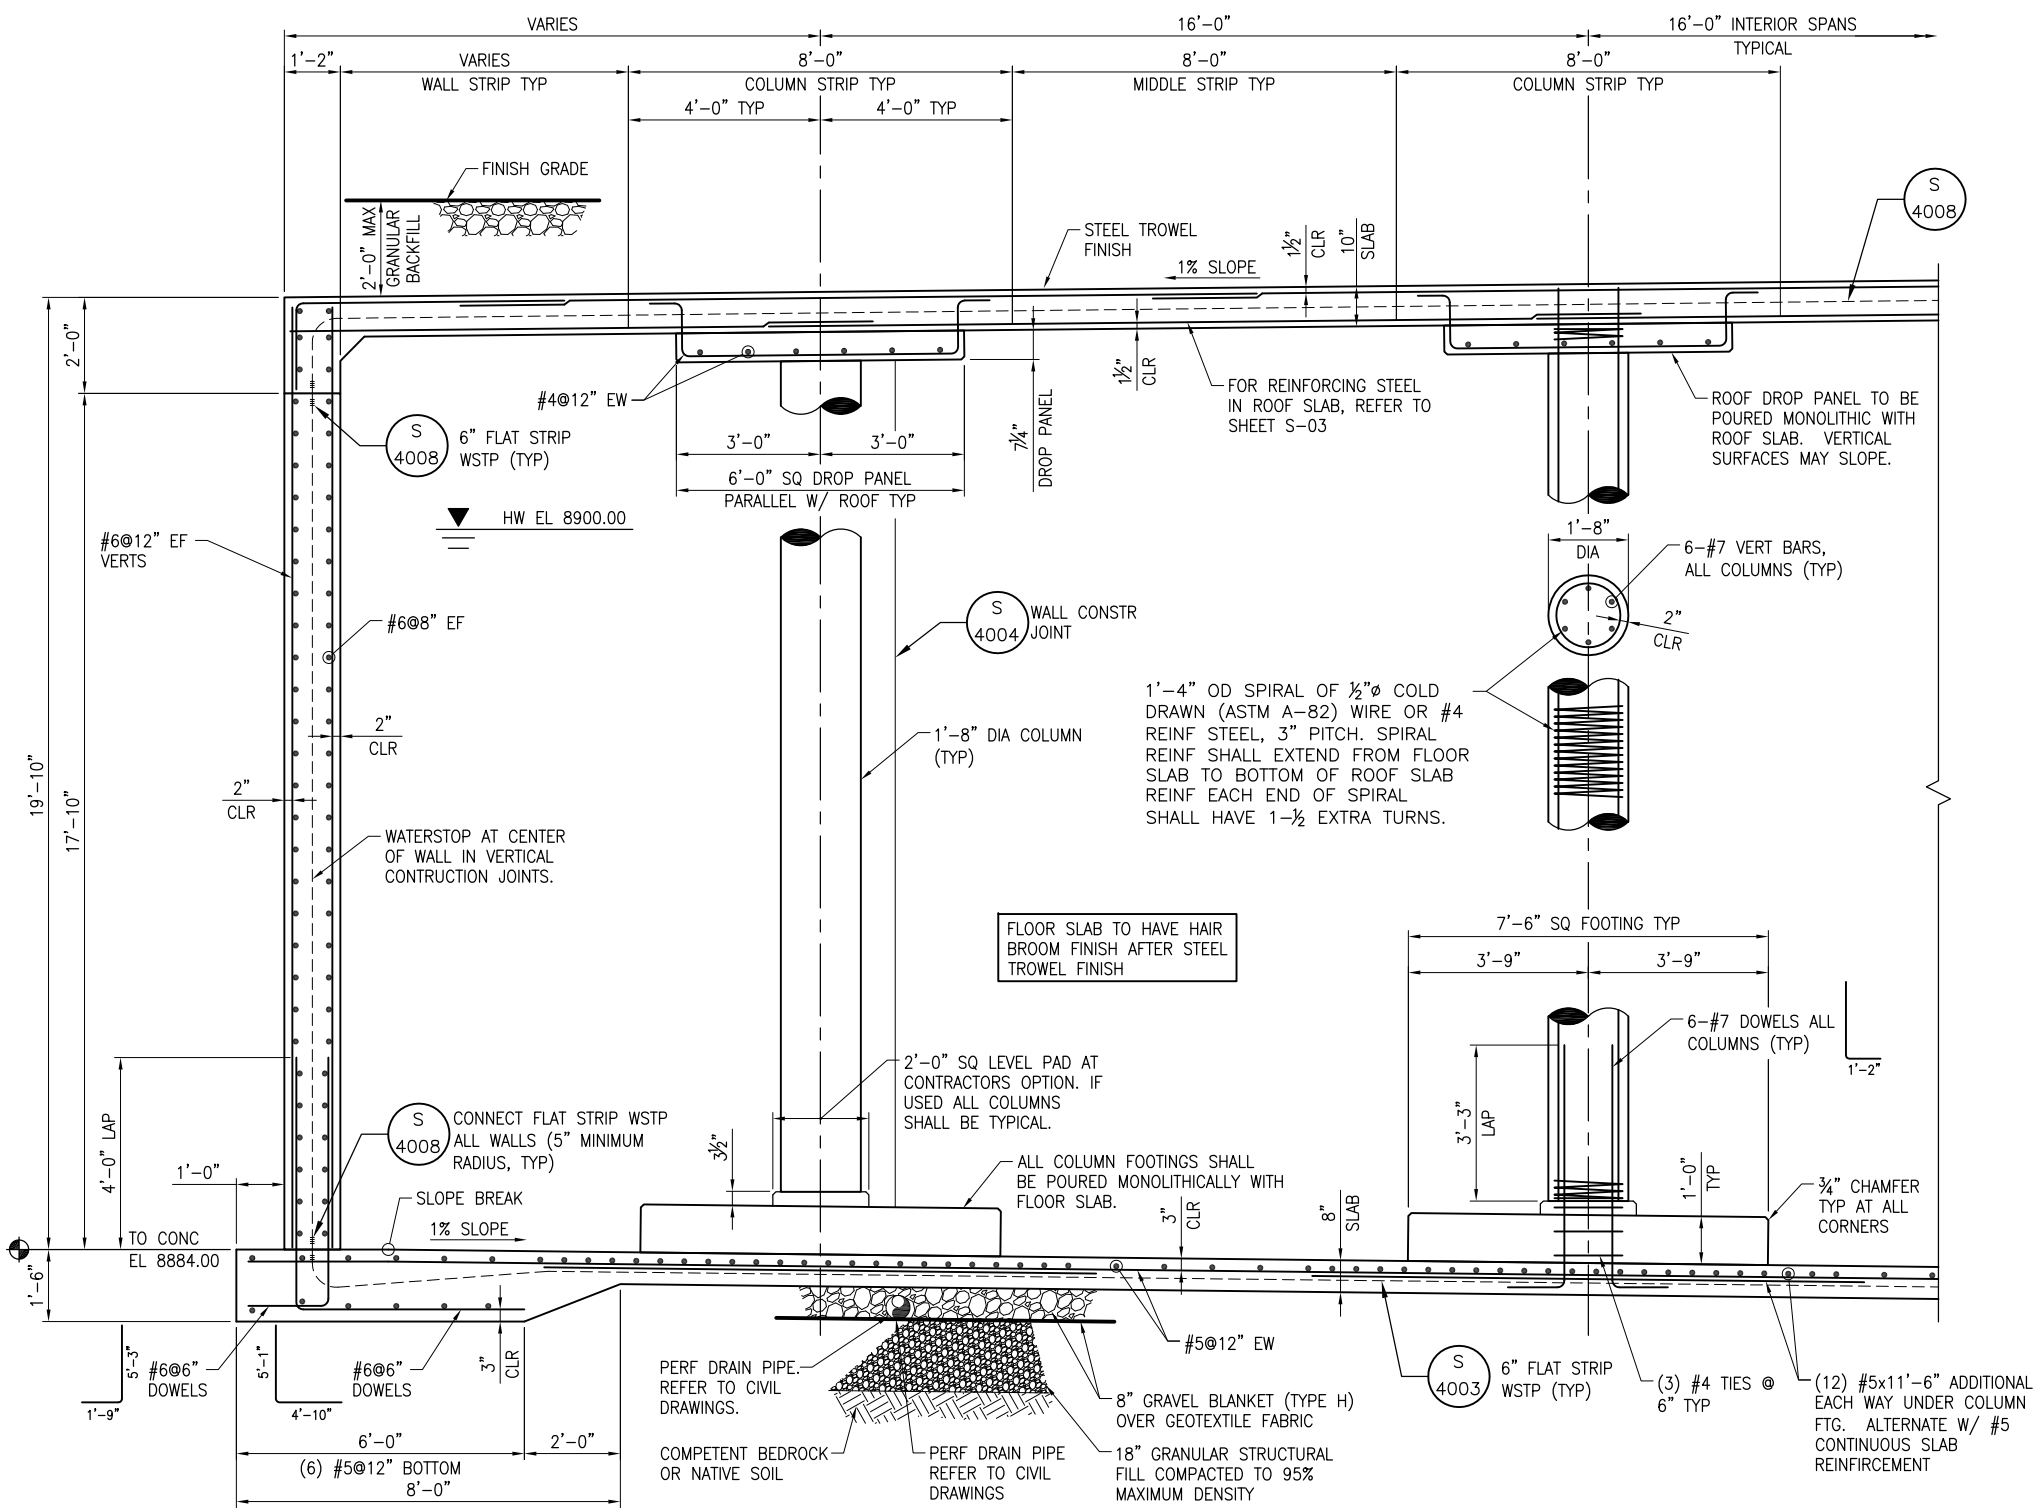 VARIES
16'-0"
16'-0" INTERIOR SPANS
TYPICAL
1'-2"
VARIES
WALL STRIP TYP
8'-0"
COLUMN STRIP TYP
8'-0"
MIDDLE STRIP TYP
8'-0"
COLUMN STRIP TYP
4'-0" TYP
4'-0" TYP
FINISH GRADE
2'-0" MAX
GRANULAR
BACKFILL
STEEL TROWEL
FINISH
1% SLOPE
1½"
CLR
10"
SLAB
S
4008
2'-0"
19'-10"
17'-10"
#4@12" EW
S
4008
6" FLAT STRIP
WSTP (TYP)
3'-0"
3'-0"
6'-0" SQ DROP PANEL
PARALLEL W/ ROOF TYP
7¼"
DROP PANEL
1½"
CLR
FOR REINFORCING STEEL
IN ROOF SLAB, REFER TO
SHEET S-03
ROOF DROP PANEL TO BE
POURED MONOLITHIC WITH
ROOF SLAB. VERTICAL
SURFACES MAY SLOPE.
HW EL 8900.00
#6@12" EF
VERTS
#6@8" EF
1'-8"
DIA
6-#7 VERT BARS,
ALL COLUMNS (TYP)
2"
CLR
S
4004
WALL CONSTR
JOINT
1'-4" OD SPIRAL OF ½"ø COLD
DRAWN (ASTM A-82) WIRE OR #4
REINF STEEL, 3" PITCH. SPIRAL
REINF SHALL EXTEND FROM FLOOR
SLAB TO BOTTOM OF ROOF SLAB
REINF EACH END OF SPIRAL
SHALL HAVE 1-½ EXTRA TURNS.
2"
CLR
2"
CLR
1'-8" DIA COLUMN
(TYP)
WATERSTOP AT CENTER
OF WALL IN VERTICAL
CONTRUCTION JOINTS.
FLOOR SLAB TO HAVE HAIR
BROOM FINISH AFTER STEEL
TROWEL FINISH
7'-6" SQ FOOTING TYP
3'-9"
3'-9"
6-#7 DOWELS ALL
COLUMNS (TYP)
1'-2"
3'-3"
LAP
2'-0" SQ LEVEL PAD AT
CONTRACTORS OPTION. IF
USED ALL COLUMNS
SHALL BE TYPICAL.
4'-0" LAP
1'-0"
S
4008
CONNECT FLAT STRIP WSTP
ALL WALLS (5" MINIMUM
RADIUS, TYP)
SLOPE BREAK
1% SLOPE
3½"
ALL COLUMN FOOTINGS SHALL
BE POURED MONOLITHICALLY WITH
FLOOR SLAB.
3"
CLR
8"
SLAB
1'-0"
TYP
¾" CHAMFER
TYP AT ALL
CORNERS
TO CONC
EL 8884.00
1'-6"
5'-3"
1'-9"
#6@6"
DOWELS
5'-1"
4'-10"
#6@6"
DOWELS
3"
CLR
6'-0"
2'-0"
(6) #5@12" BOTTOM
8'-0"
PERF DRAIN PIPE.
REFER TO CIVIL
DRAWINGS.
COMPETENT BEDROCK
OR NATIVE SOIL
PERF DRAIN PIPE
REFER TO CIVIL
DRAWINGS
#5@12" EW
8" GRAVEL BLANKET (TYPE H)
OVER GEOTEXTILE FABRIC
18" GRANULAR STRUCTURAL
FILL COMPACTED TO 95%
MAXIMUM DENSITY
S
4003
6" FLAT STRIP
WSTP (TYP)
(3) #4 TIES @
6" TYP
(12) #5x11'-6" ADDITIONAL
EACH WAY UNDER COLUMN
FTG. ALTERNATE W/ #5
CONTINUOUS SLAB
REINFIRCEMENT